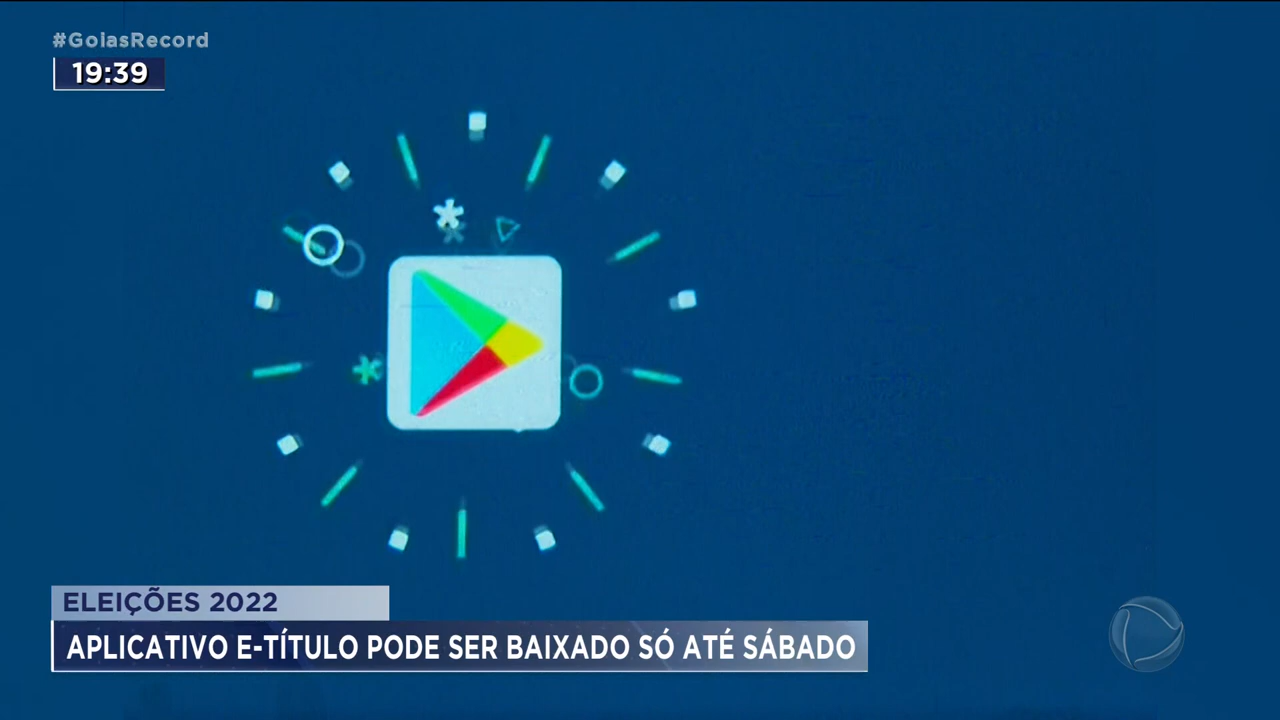 #GoiasRecord
19:39
ELEIÇÕES 2022
APLICATIVO E-TÍTULO PODE SER BAIXADO SÓ ATÉ SÁBADO